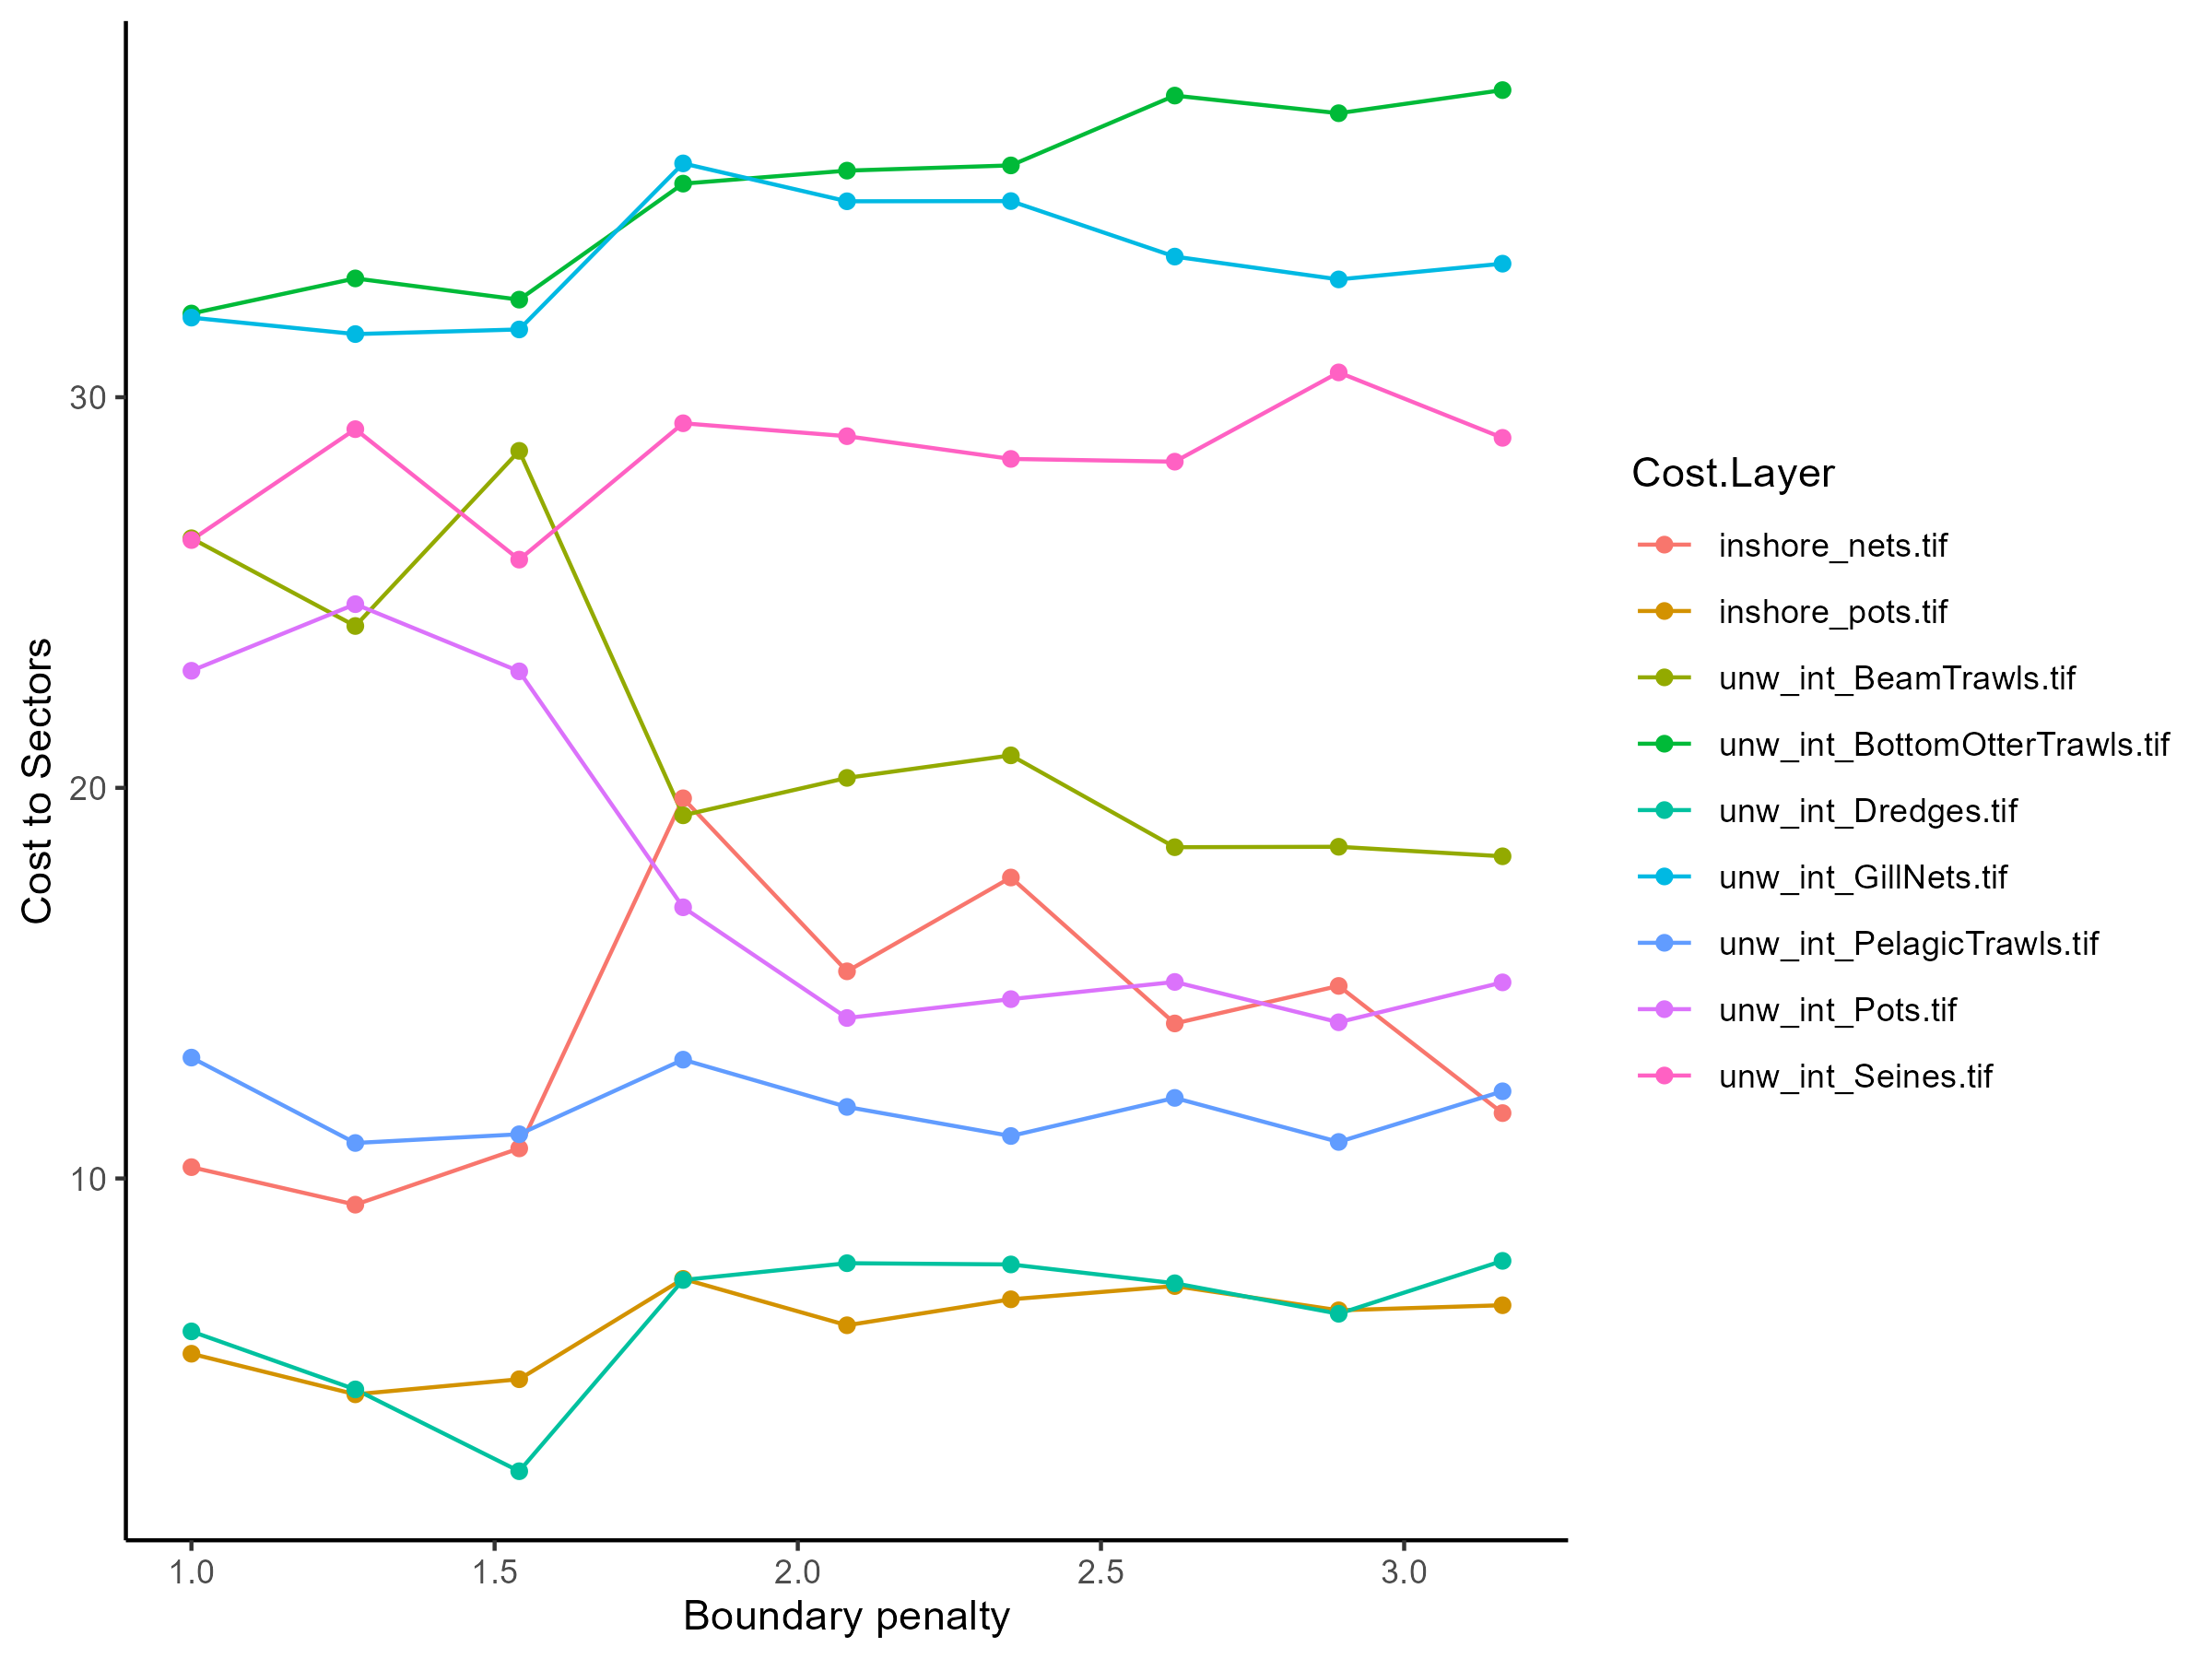 Cost to Sectors
30
20
10
1.0 1.5 2.0 2.5 3.0
Boundary penalty
Cost.Layer
inshore_nets.tif
inshore_pots.tif
unw_int_BeamTrawls.tif
unw_int_BottomOtterTrawls.tif
unw_int_Dredges.tif
unw_int_GillNets.tif
unw_int_PelagicTrawls.tif
unw_int_Pots.tif
unw_int_Seines.tif